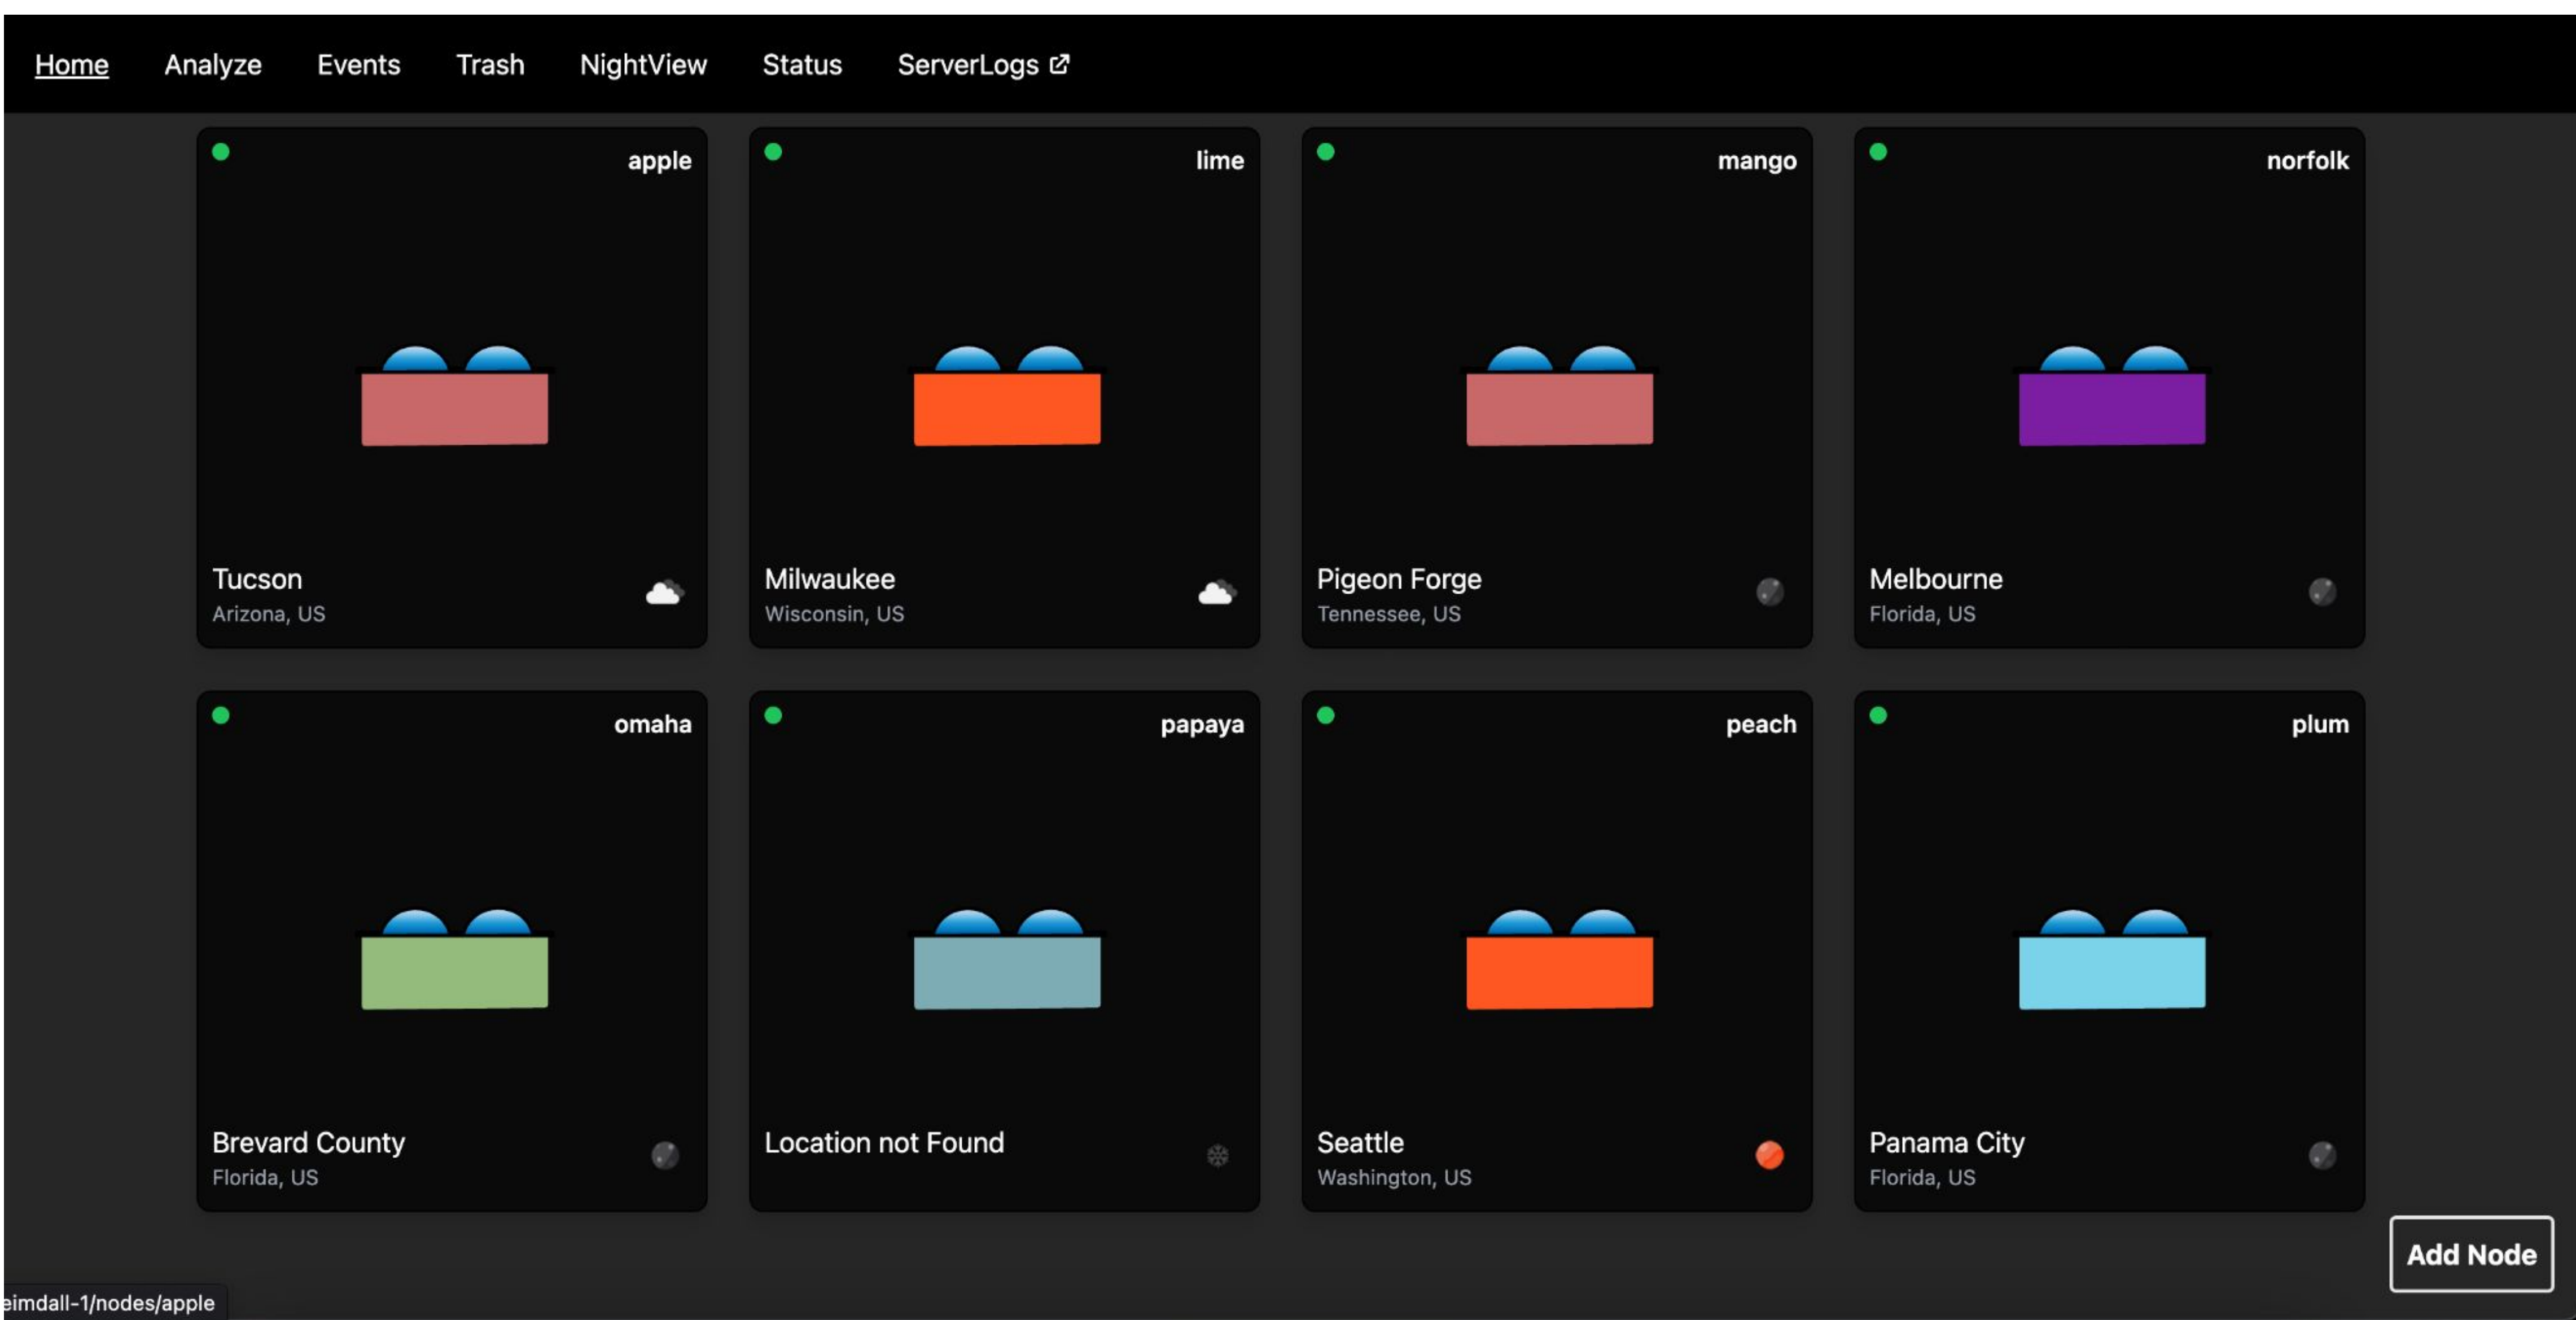 Home Analyze Events Trash NightView Status ServerLogs
apple
lime
mango
norfolk
Tucson
Arizona, US
Milwaukee
Wisconsin, US
Pigeon Forge
Tennessee, US
Melbourne
Florida, US
omaha
papaya
peach
plum
Brevard County
Florida, US
Location not Found
Seattle
Washington, US
Panama City
Florida, US
Add Node
eimdall-1/nodes/apple